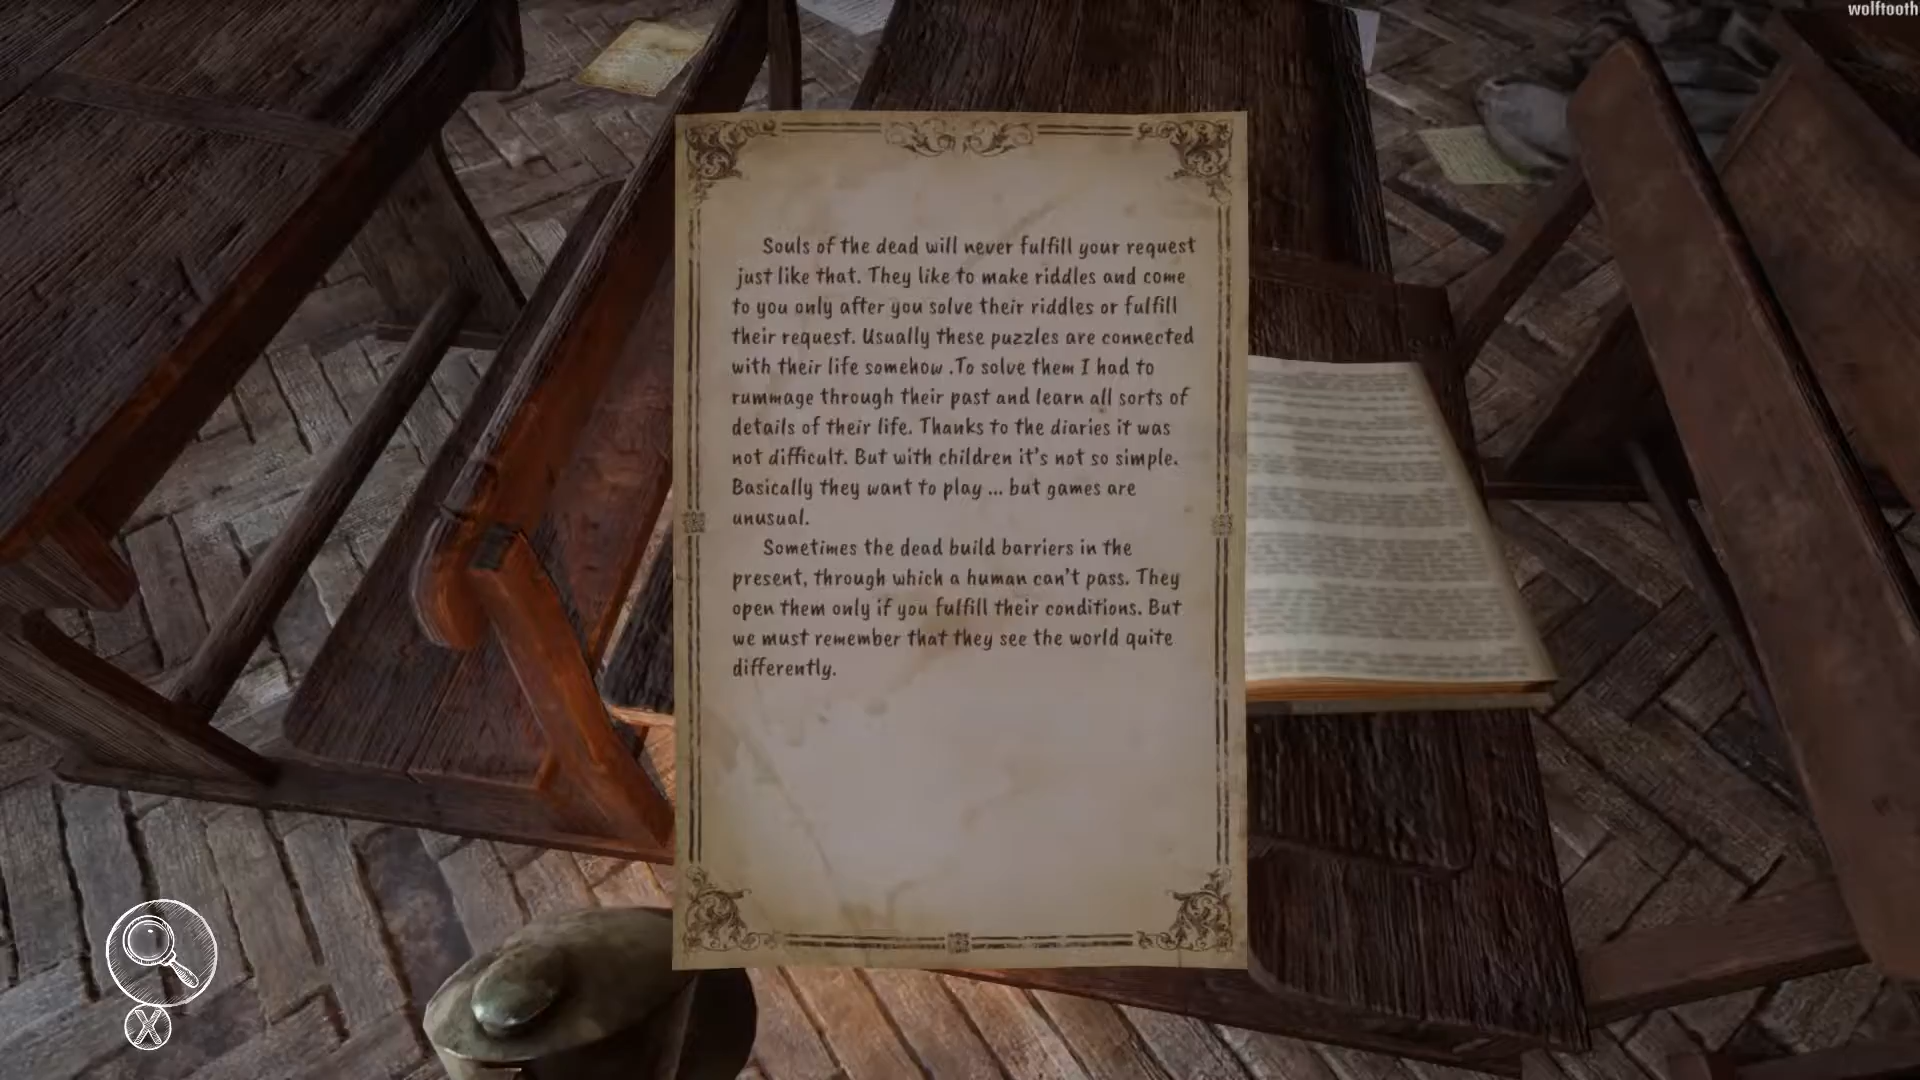 wolftooth
Souls of the dead will never fulfill your request
just like that. They like to make riddles and come
to you only after you solve their riddles or fulfill
their request. Usually these puzzles are connected
with their life somehow .To solve them I had to
rummage through their past and learn all sorts of
details of their life. Thanks to the diaries it was
not difficult. But with children it's not so simple.
Basically they want to play ... but games are
unusual.
Sometimes the dead build barriers in the
present, through which a human can't pass. They
open them only if you fulfill their conditions. But
we must remember that they see the world quite
differently.
X